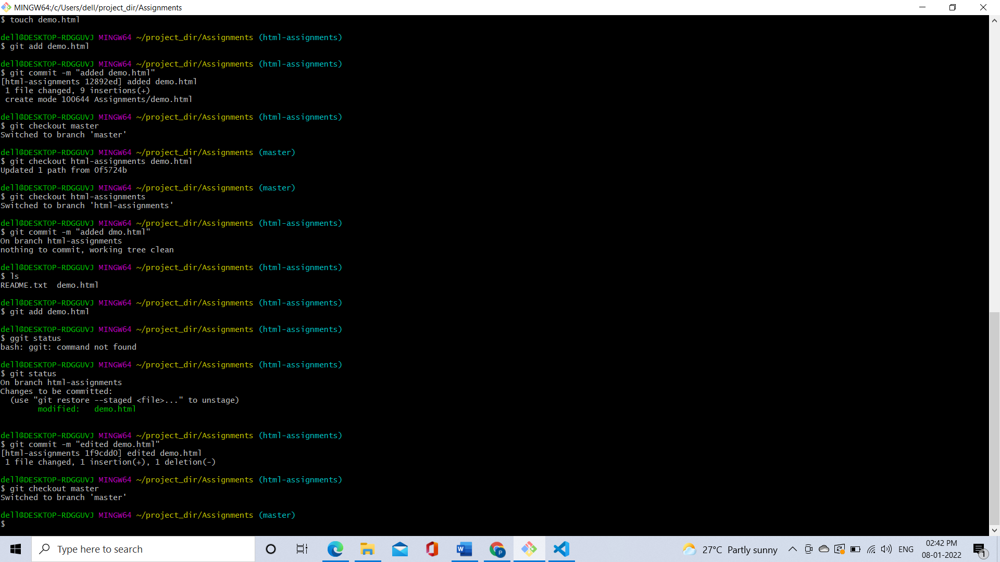 MINGW64:/c/Users/dell/project_dir/Assignments
$ touch demo.html
dell@DESKTOP-RDGGUVJ MINGW64 ~/project_dir/Assignments (html-assignments)
$ git add demo.html
dell@DESKTOP-RDGGUVJ MINGW64 ~/project_dir/Assignments (html-assignments)
$ git commit -m "added demo.html"
[html-assignments 12892ed] added demo.html
 1 file changed, 9 insertions(+)
 create mode 100644 Assignments/demo.html
dell@DESKTOP-RDGGUVJ MINGW64 ~/project_dir/Assignments (html-assignments)
$ git checkout master
Switched to branch 'master'
dell@DESKTOP-RDGGUVJ MINGW64 ~/project_dir/Assignments (master)
$ git checkout html-assignments demo.html
Updated 1 path from 0f5724b
dell@DESKTOP-RDGGUVJ MINGW64 ~/project_dir/Assignments (master)
$ git checkout html-assignments
Switched to branch 'html-assignments'
dell@DESKTOP-RDGGUVJ MINGW64 ~/project_dir/Assignments (html-assignments)
$ git commit -m "added dmo.html"
On branch html-assignments
nothing to commit, working tree clean
dell@DESKTOP-RDGGUVJ MINGW64 ~/project_dir/Assignments (html-assignments)
$ ls
README.txt  demo.html
dell@DESKTOP-RDGGUVJ MINGW64 ~/project_dir/Assignments (html-assignments)
$ git add demo.html
dell@DESKTOP-RDGGUVJ MINGW64 ~/project_dir/Assignments (html-assignments)
$ ggit status
bash: ggit: command not found
dell@DESKTOP-RDGGUVJ MINGW64 ~/project_dir/Assignments (html-assignments)
$ git status
On branch html-assignments
Changes to be committed:
  (use "git restore --staged <file>..." to unstage)
        modified:   demo.html
dell@DESKTOP-RDGGUVJ MINGW64 ~/project_dir/Assignments (html-assignments)
$ git commit -m "edited demo.html"
[html-assignments 1f9cdd0] edited demo.html
 1 file changed, 1 insertion(+), 1 deletion(-)
dell@DESKTOP-RDGGUVJ MINGW64 ~/project_dir/Assignments (html-assignments)
$ git checkout master
Switched to branch 'master'
dell@DESKTOP-RDGGUVJ MINGW64 ~/project_dir/Assignments (master)
$
Type here to search
W
P
27°C Partly sunny
ENG
02:42 PM
08-01-2022
1